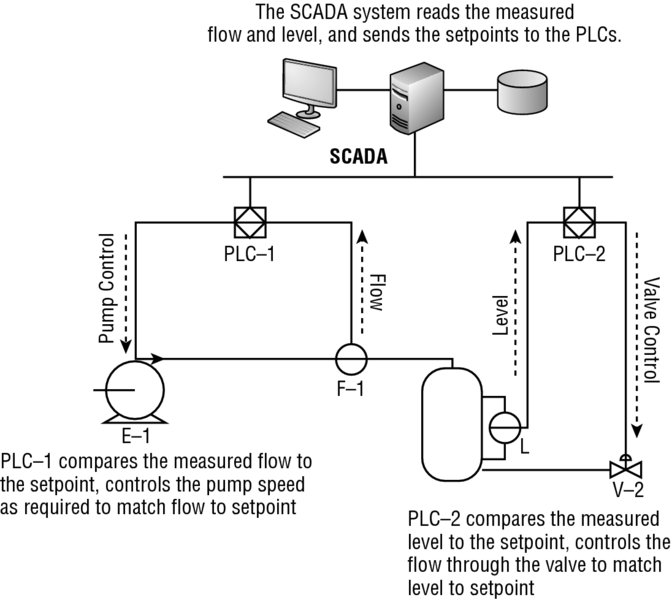 The SCADA system reads the measured
flow and level, and sends the setpoints to the PLCs.
SCADA
PLC–1
PLC–2
Pump Control
Flow
Level
Valve Control
F–1
E–1
L
V–2
PLC–1 compares the measured flow to
the setpoint, controls the pump speed
as required to match flow to setpoint
PLC–2 compares the measured
level to the setpoint, controls the
flow through the valve to match
level to setpoint